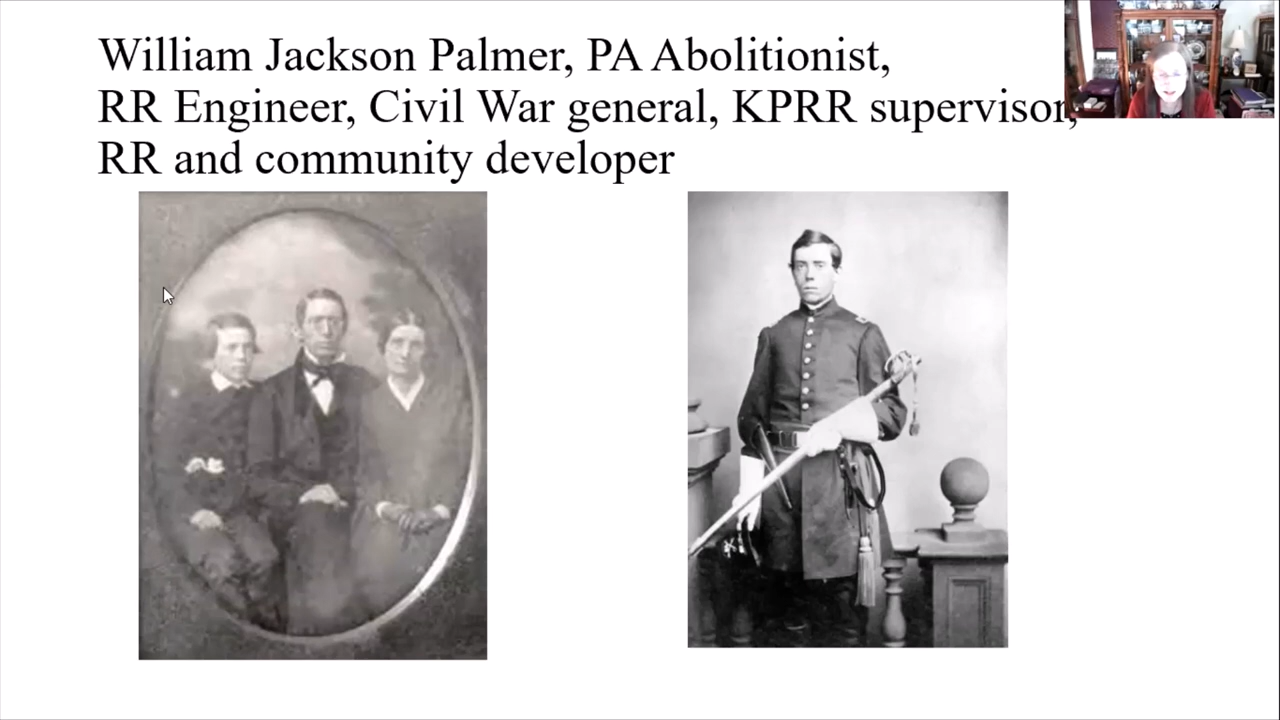 William Jackson Palmer, PA Abolitionist,
RR Engineer, Civil War general, KPRR supervisor,
RR and community developer